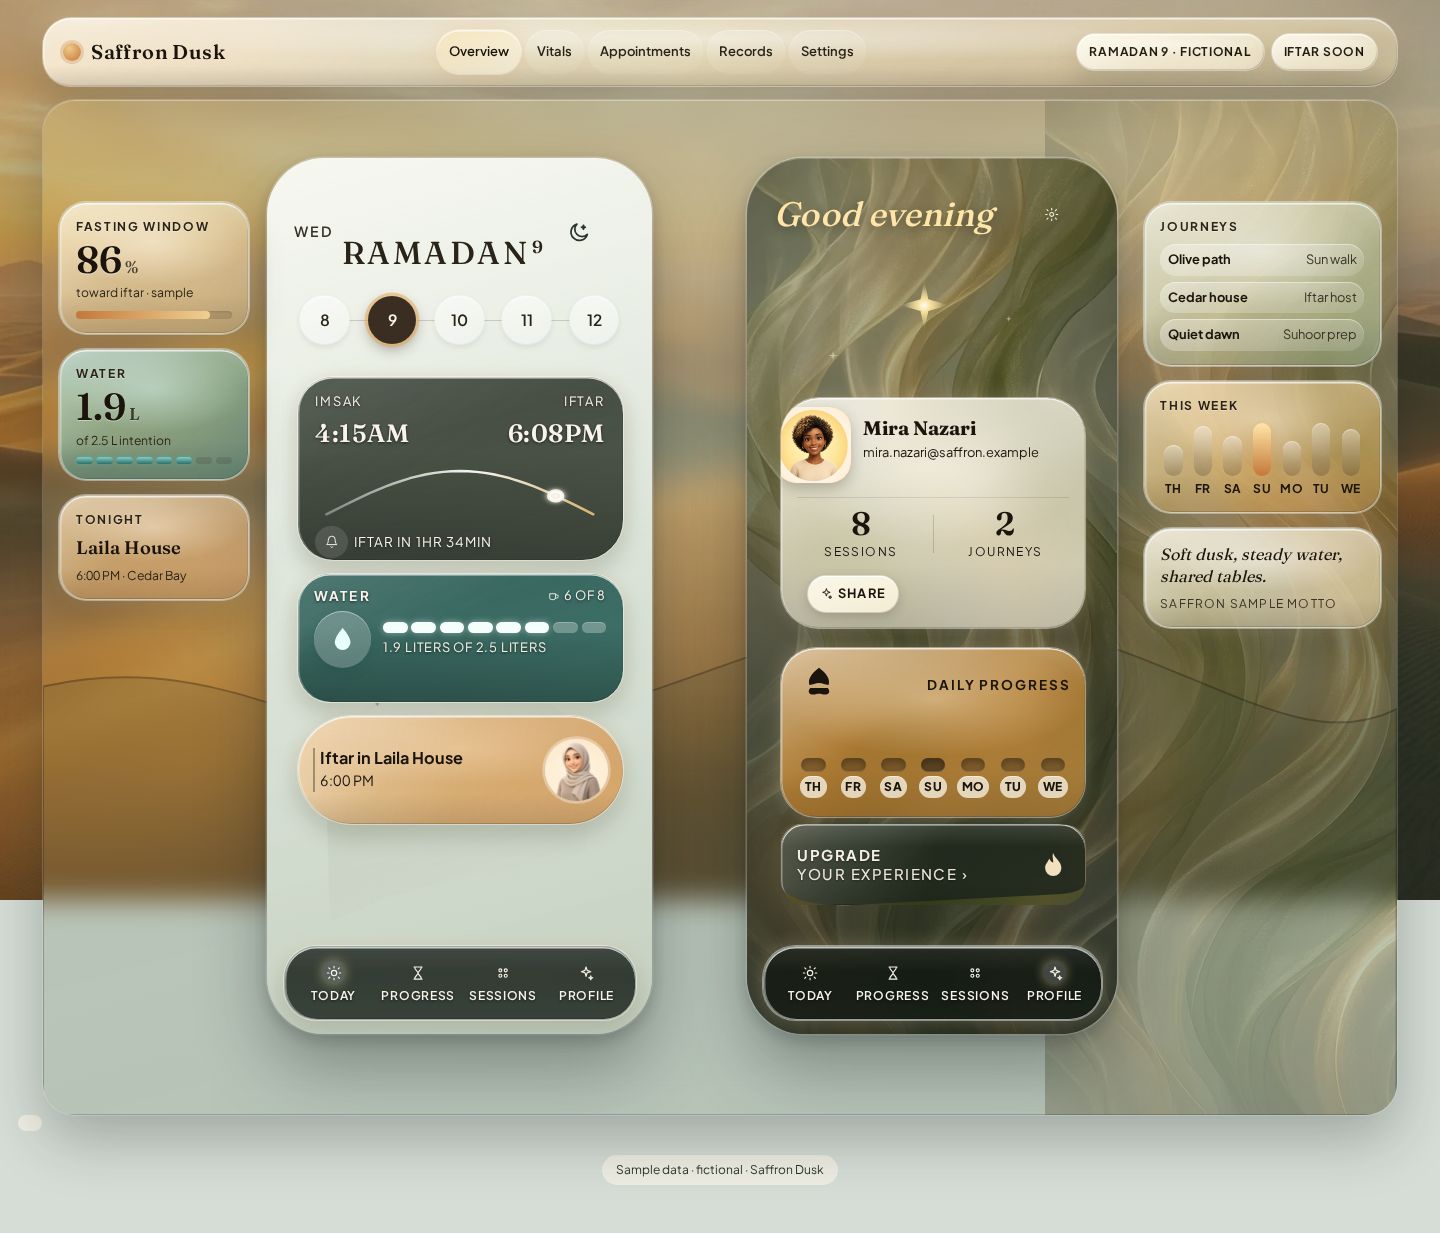 Saffron Dusk
Overview
Vitals
Appointments
Records
Settings
RAMADAN 9 · FICTIONAL
IFTAR SOON
FASTING WINDOW
86%
toward iftar · sample
WATER
1.9 L
of 2.5 L intention
TONIGHT
Laila House
6:00 PM · Cedar Bay
WED
RAMADAN 9
8 9 10 11 12
IMSAK IFTAR
4:15AM 6:08PM
IFTAR IN 1HR 34MIN
WATER 6 OF 8
1.9 LITERS OF 2.5 LITERS
Iftar in Laila House
6:00 PM
TODAY PROGRESS SESSIONS PROFILE
Good evening
Mira Nazari
mira.nazari@saffron.example
8 2
SESSIONS JOURNEYS
SHARE
DAILY PROGRESS
TH FR SA SU MO TU WE
UPGRADE
YOUR EXPERIENCE ›
TODAY PROGRESS SESSIONS PROFILE
JOURNEYS
Olive path Sun walk
Cedar house Iftar host
Quiet dawn Suhoor prep
THIS WEEK
TH FR SA SU MO TU WE
Soft dusk, steady water,
shared tables.
SAFFRON SAMPLE MOTTO
Sample data · fictional · Saffron Dusk